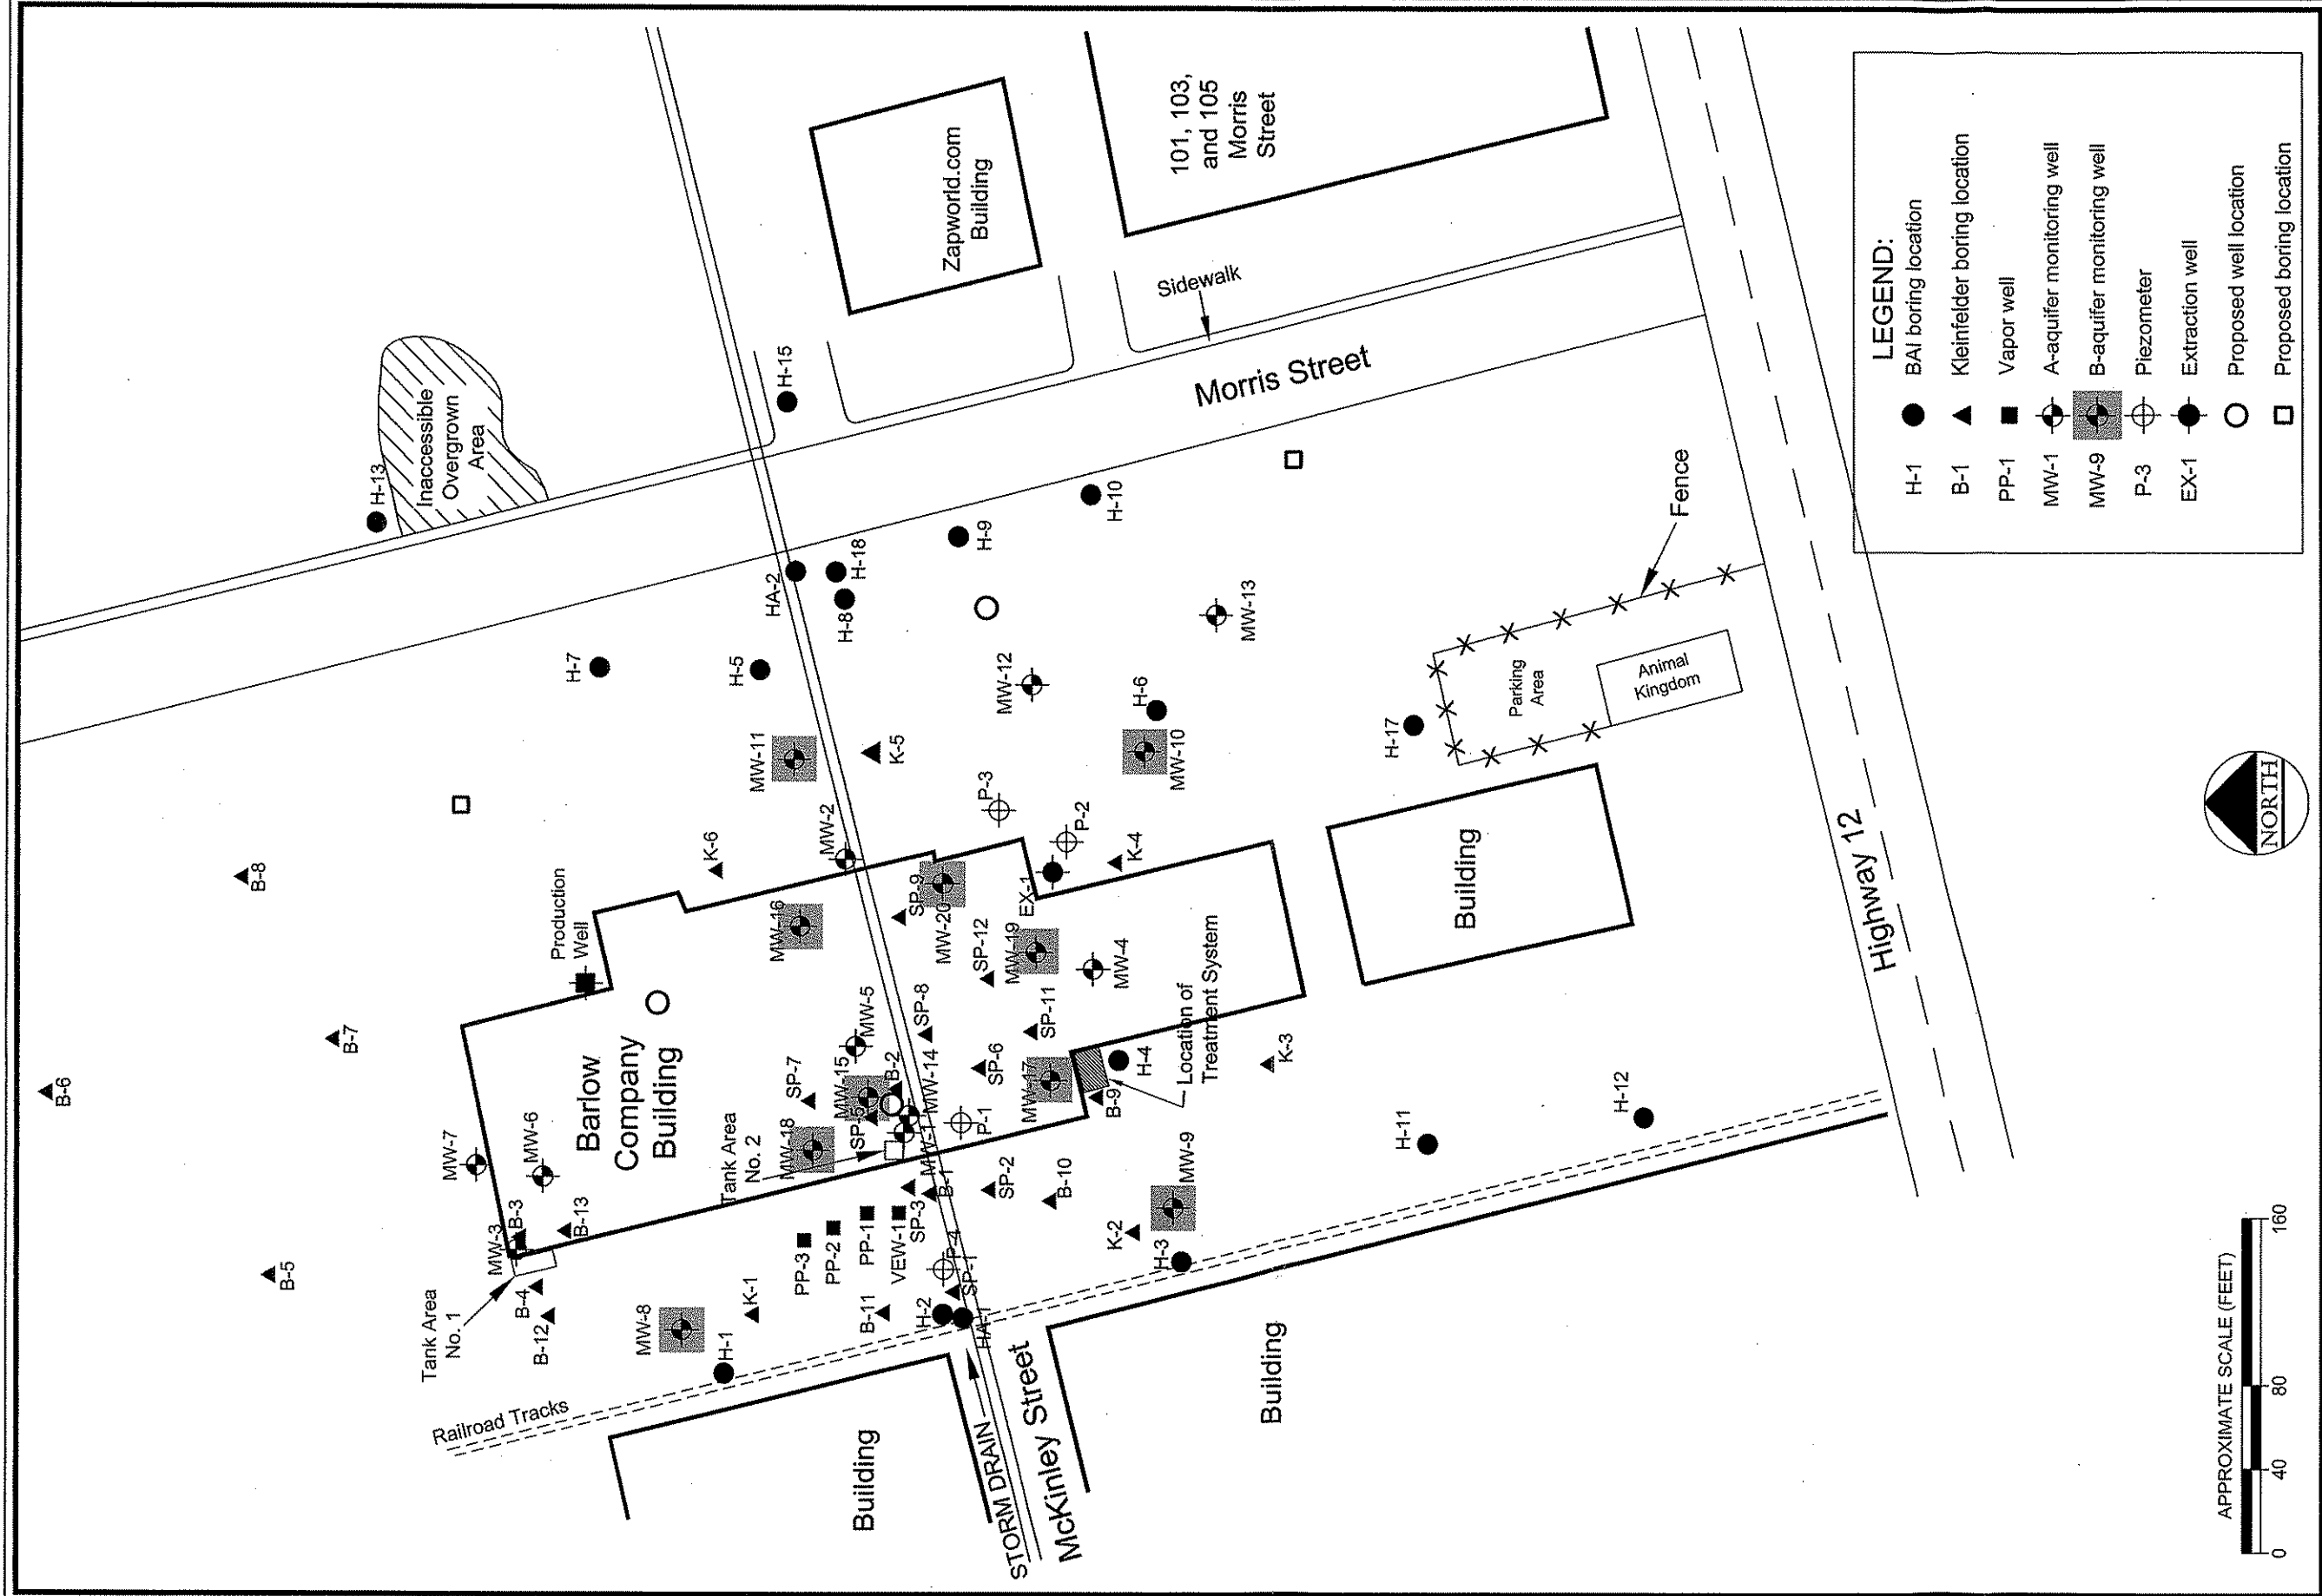 Inaccessible
Overgrown
Area
H-13
H-15
Zapworld.com
Building
101, 103,
and 105
Morris
Street
Sidewalk
Morris Street
H-7
H-5
HA-2
H-8
H-18
H-9
H-10
MW-13
MW-12
H-6
MW-10
MW-11
K-5
P-3
P-2
K-4
K-6
MW-2
B-8
B-7
B-6
B-5
Production
Well
Barlow
Company
Building
MW-7
MW-6
MW-3
B-3
B-13
B-4
B-12
Tank Area
No. 1
MW-16
SP-9
MW-20
EX-1
SP-12
MW-19
MW-4
MW-5
SP-8
SP-11
SP-7
MW-15
B-2
SP-6
MW-17
MW-14
SP-5
MW-18
MW-1
P-1
Tank Area
No. 2
Location of
Treatment System
H-4
B-9
K-3
B-1
SP-2
B-10
SP-3
PP-3
PP-2
PP-1
VEW-1
P-4
SP-1
K-1
B-11
H-2
HA-1
MW-8
H-1
K-2
H-3
MW-9
H-11
H-12
H-17
Parking
Area
Animal
Kingdom
Fence
Building
Highway 12
Railroad Tracks
Building
STORM DRAIN
McKinley Street
Building
NORTH
APPROXIMATE SCALE (FEET)
0 40 80 160
LEGEND:
H-1 BAI boring location
B-1 Kleinfelder boring location
PP-1 Vapor well
MW-1 A-aquifer monitoring well
MW-9 B-aquifer monitoring well
P-3 Piezometer
EX-1 Extraction well
Proposed well location
Proposed boring location